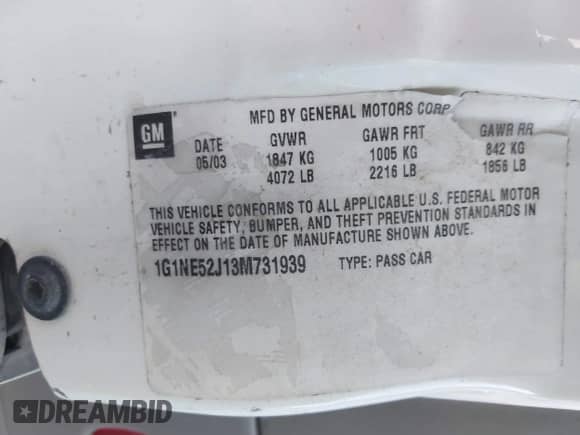 GM
MFD BY GENERAL MOTORS CORP
DATE GVWR GAWR FRT GAWR RR
05/03 1847 KG 1005 KG 842 KG
4072 LB 2216 LB 1856 LB
THIS VEHICLE CONFORMS TO ALL APPLICABLE U.S. FEDERAL MOTOR
VEHICLE SAFETY, BUMPER, AND THEFT PREVENTION STANDARDS IN
EFFECT ON THE DATE OF MANUFACTURE SHOWN ABOVE.
1G1NE52J13M731939 TYPE: PASS CAR
DREAMBID